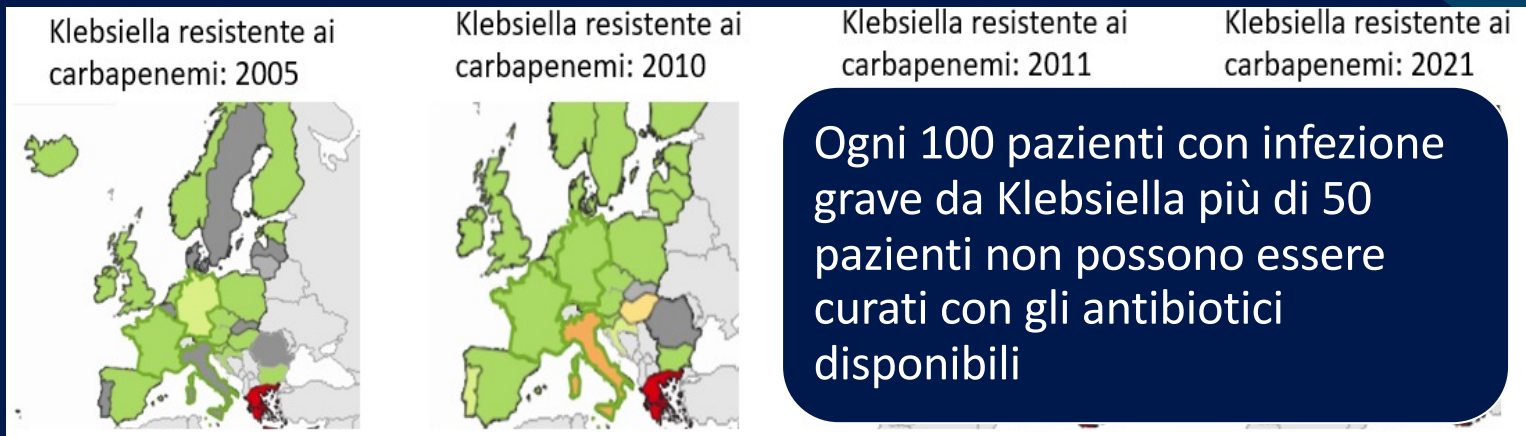 Klebsiella resistente ai
carbapenemi: 2005
Klebsiella resistente ai
carbapenemi: 2010
Klebsiella resistente ai
carbapenemi: 2011
Klebsiella resistente ai
carbapenemi: 2021
Ogni 100 pazienti con infezione
grave da Klebsiella più di 50
pazienti non possono essere
curati con gli antibiotici
disponibili